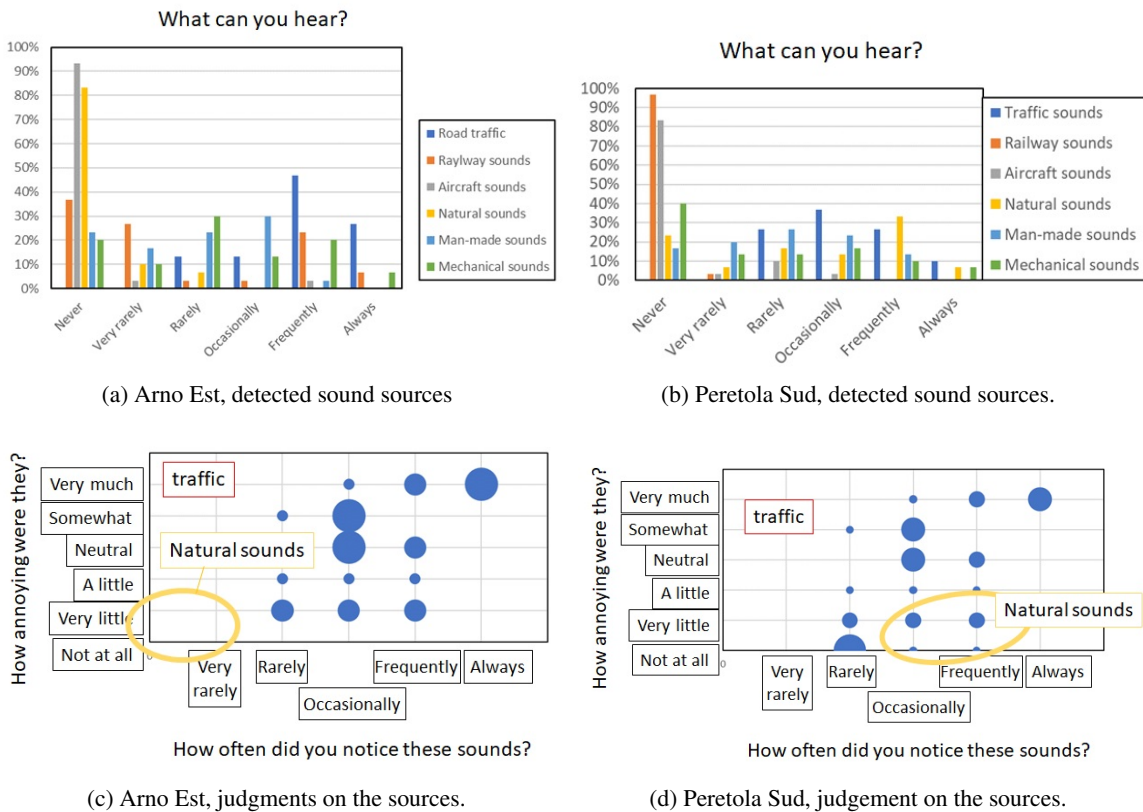 What can you hear?
100%
90%
80%
70%
60%
50%
40%
30%
20%
10%
0%
Never
Very rarely
Rarely
Occasionally
Frequently
Always
Road traffic
Raylway sounds
Aircraft sounds
Natural sounds
Man-made sounds
Mechanical sounds
(a) Arno Est, detected sound sources
What can you hear?
100%
90%
80%
70%
60%
50%
40%
30%
20%
10%
0%
Never
Very rarely
Rarely
Occasionally
Frequently
Always
Traffic sounds
Railway sounds
Aircraft sounds
Natural sounds
Man-made sounds
Mechanical sounds
(b) Peretola Sud, detected sound sources.
How annoying were they?
Very much
Somewhat
Neutral
A little
Very little
Not at all
traffic
Natural sounds
0
Very
rarely
Rarely
Occasionally
Frequently
Always
How often did you notice these sounds?
(c) Arno Est, judgments on the sources.
How annoying were they?
Very much
Somewhat
Neutral
A little
Very little
Not at all
traffic
Natural sounds
0
Very
rarely
Rarely
Occasionally
Frequently
Always
How often did you notice these sounds?
(d) Peretola Sud, judgement on the sources.